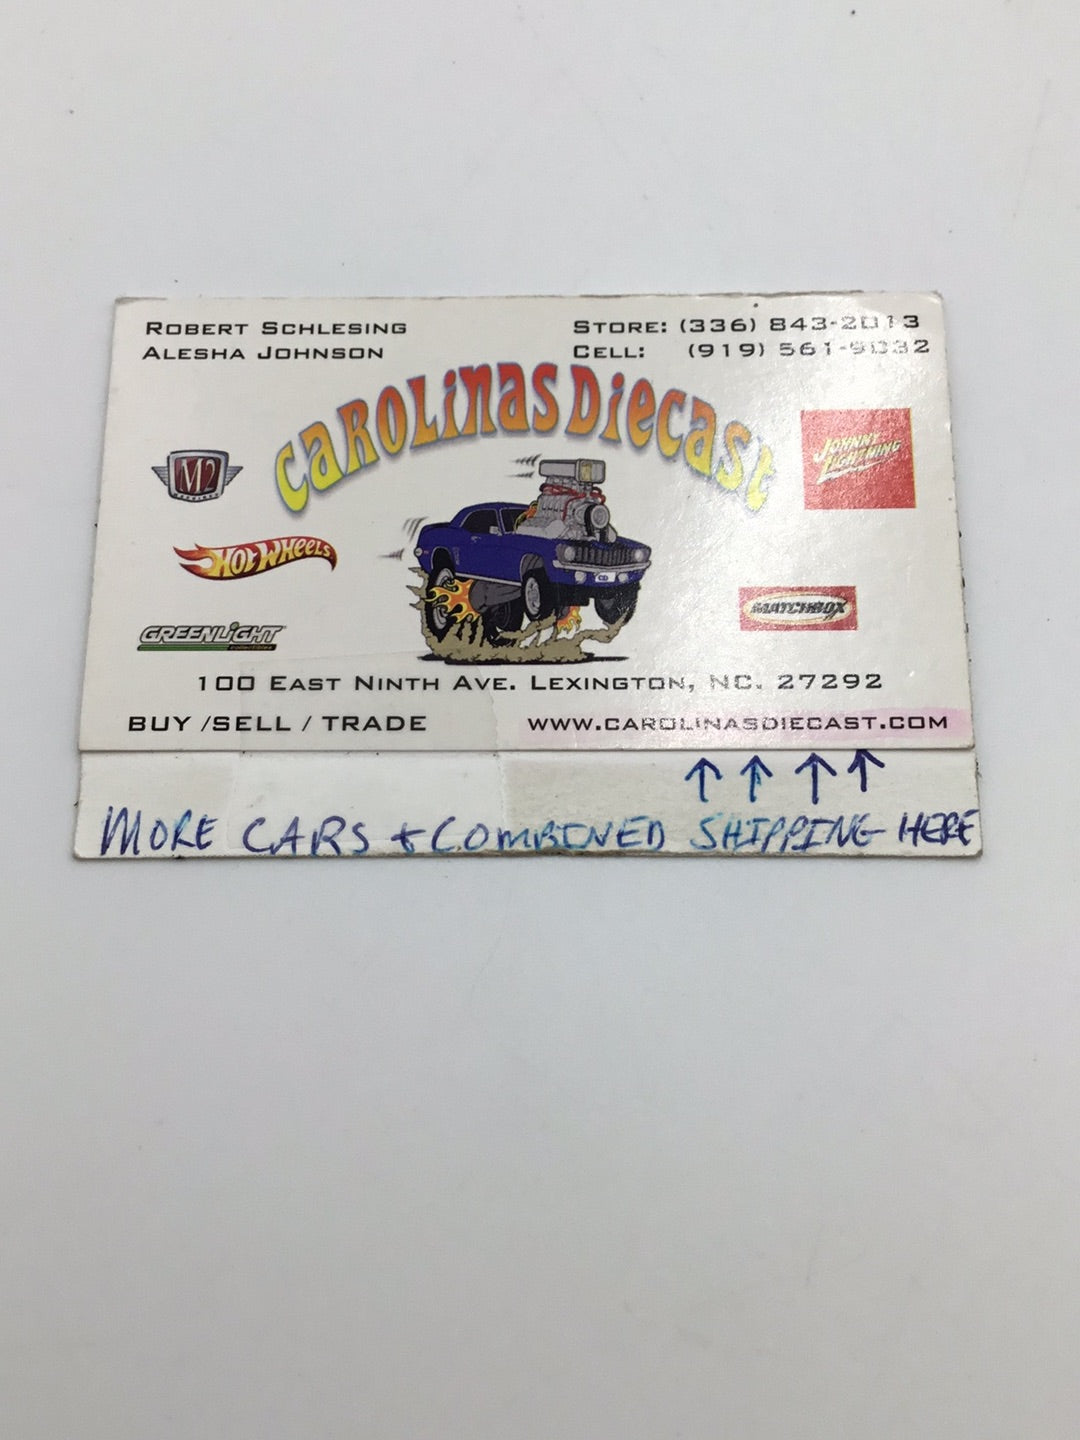 ROBERT SCHLESING
ALESHA JOHNSON
STORE: (336) 843-2013
CELL: (919) 561-9032
CAROLINAS DIECAST
M2
JOHNNY LIGHTNING
HOT WHEELS
MATCHBOX
GREENLIGHT
collectibles
CD
100 EAST NINTH AVE. LEXINGTON, NC. 27292
BUY /SELL / TRADE
WWW.CAROLINASDIECAST.COM
MORE CARS + COMBINED SHIPPING HERE